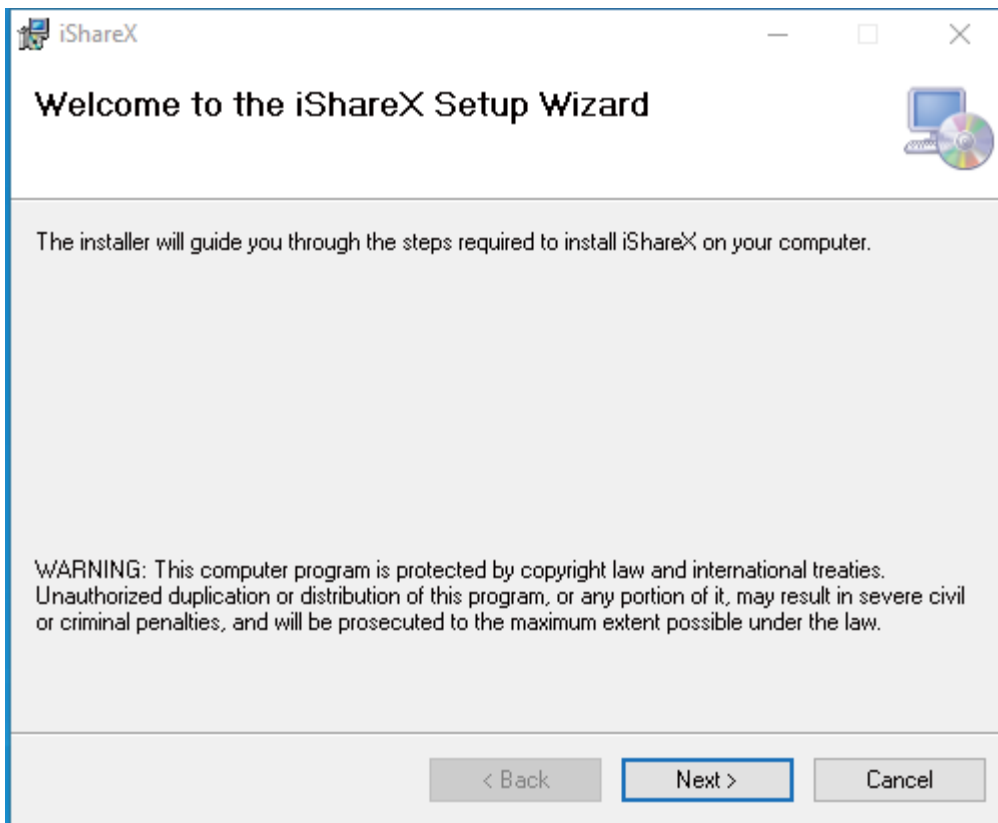 iShareX
Welcome to the iShareX Setup Wizard
The installer will guide you through the steps required to install iShareX on your computer.
WARNING: This computer program is protected by copyright law and international treaties.
Unauthorized duplication or distribution of this program, or any portion of it, may result in severe civil
or criminal penalties, and will be prosecuted to the maximum extent possible under the law.
< Back Next > Cancel